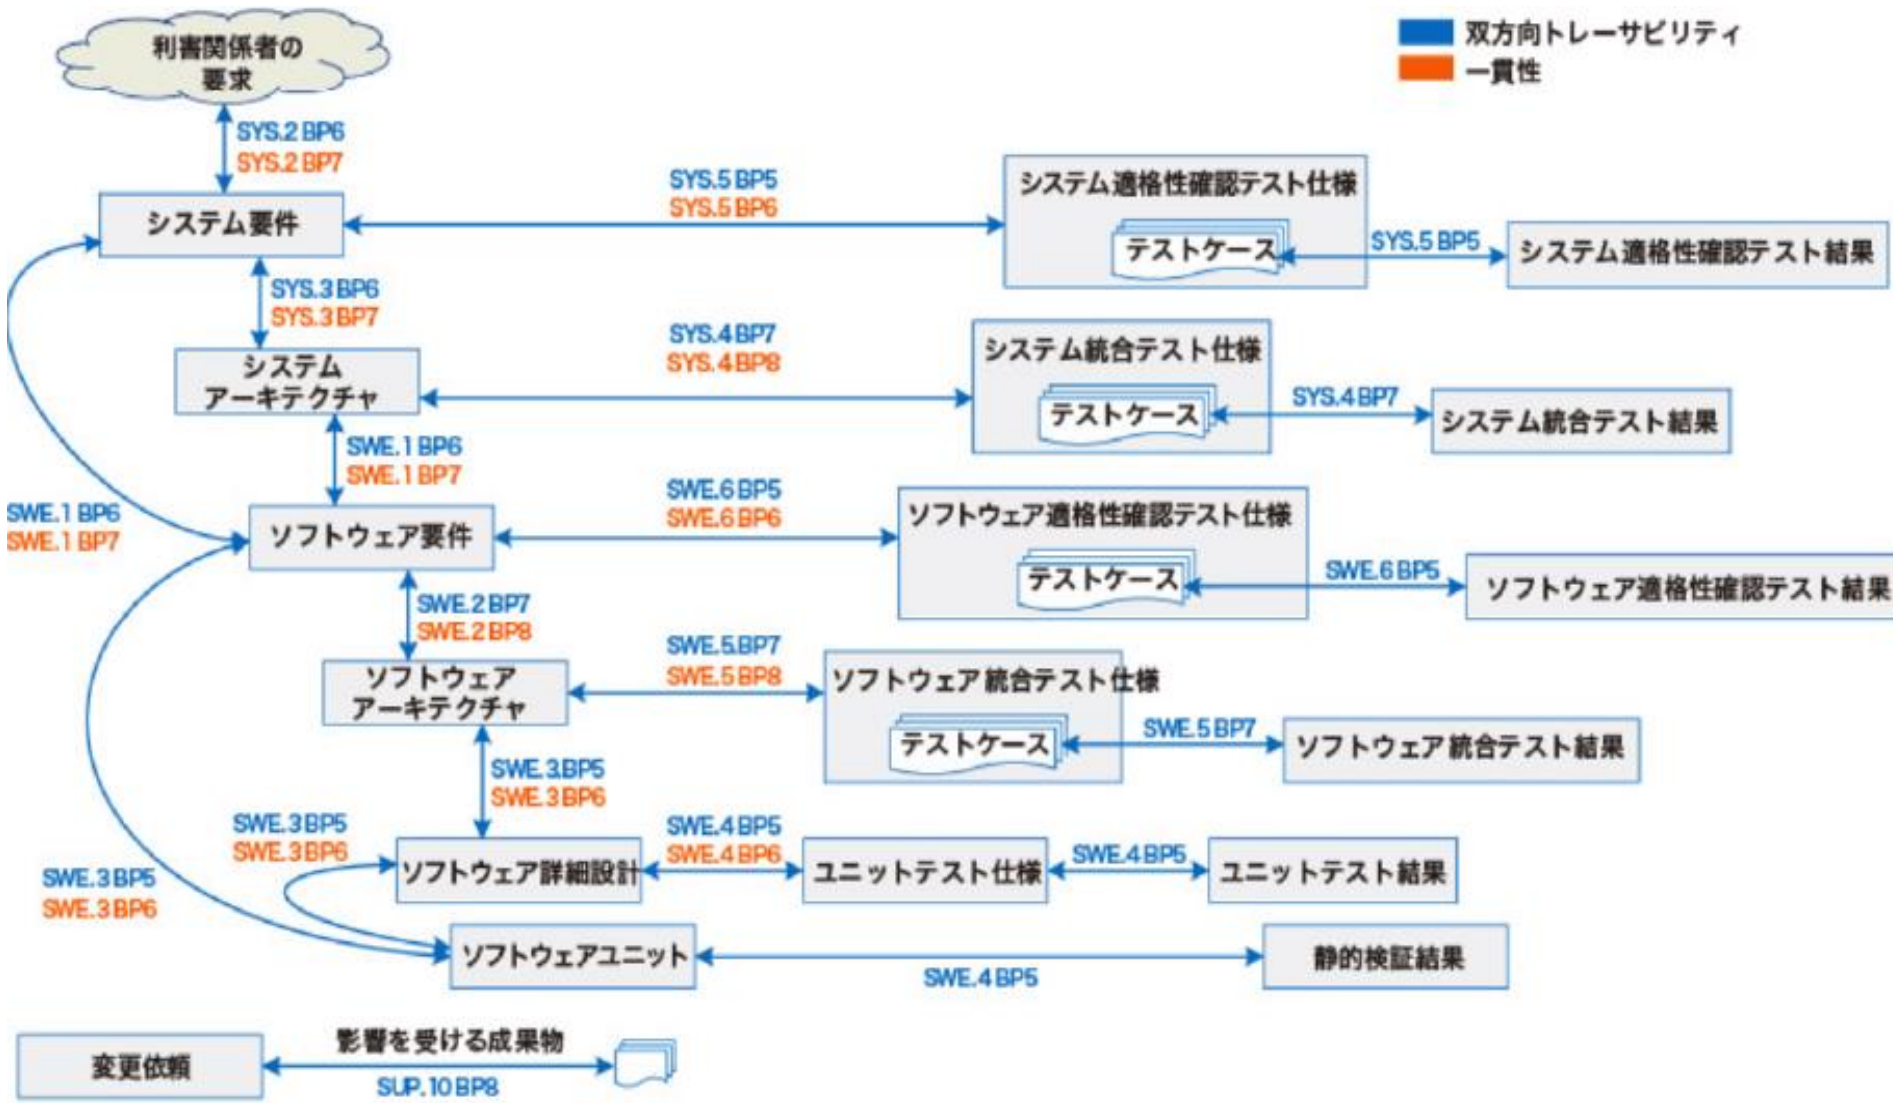 利害関係者の
要求
双方向トレーサビリティ
一貫性
SYS.2 BP6
SYS.2 BP7
システム要件
SYS.5 BP5
SYS.5 BP6
システム適格性確認テスト仕様
テストケース
SYS.5 BP5
システム適格性確認テスト結果
SYS.3 BP6
SYS.3 BP7
システム
アーキテクチャ
SYS.4 BP7
SYS.4 BP8
システム統合テスト仕様
テストケース
SYS.4 BP7
システム統合テスト結果
SWE.1 BP6
SWE.1 BP7
SWE.1 BP6
SWE.1 BP7
ソフトウェア要件
SWE.6 BP5
SWE.6 BP6
ソフトウェア適格性確認テスト仕様
テストケース
SWE.6 BP5
ソフトウェア適格性確認テスト結果
SWE.2 BP7
SWE.2 BP8
ソフトウェア
アーキテクチャ
SWE.5.BP7
SWE.5 BP8
ソフトウェア統合テスト仕様
テストケース
SWE.5 BP7
ソフトウェア統合テスト結果
SWE.3.BP5
SWE.3 BP6
SWE.3 BP5
SWE.3 BP6
ソフトウェア詳細設計
SWE.4 BP5
SWE.4 BP6
ユニットテスト仕様
SWE.4 BP5
ユニットテスト結果
SWE.3 BP5
SWE.3 BP6
ソフトウェアユニット
SWE.4 BP5
静的検証結果
変更依頼
影響を受ける成果物
SUP.10 BP8